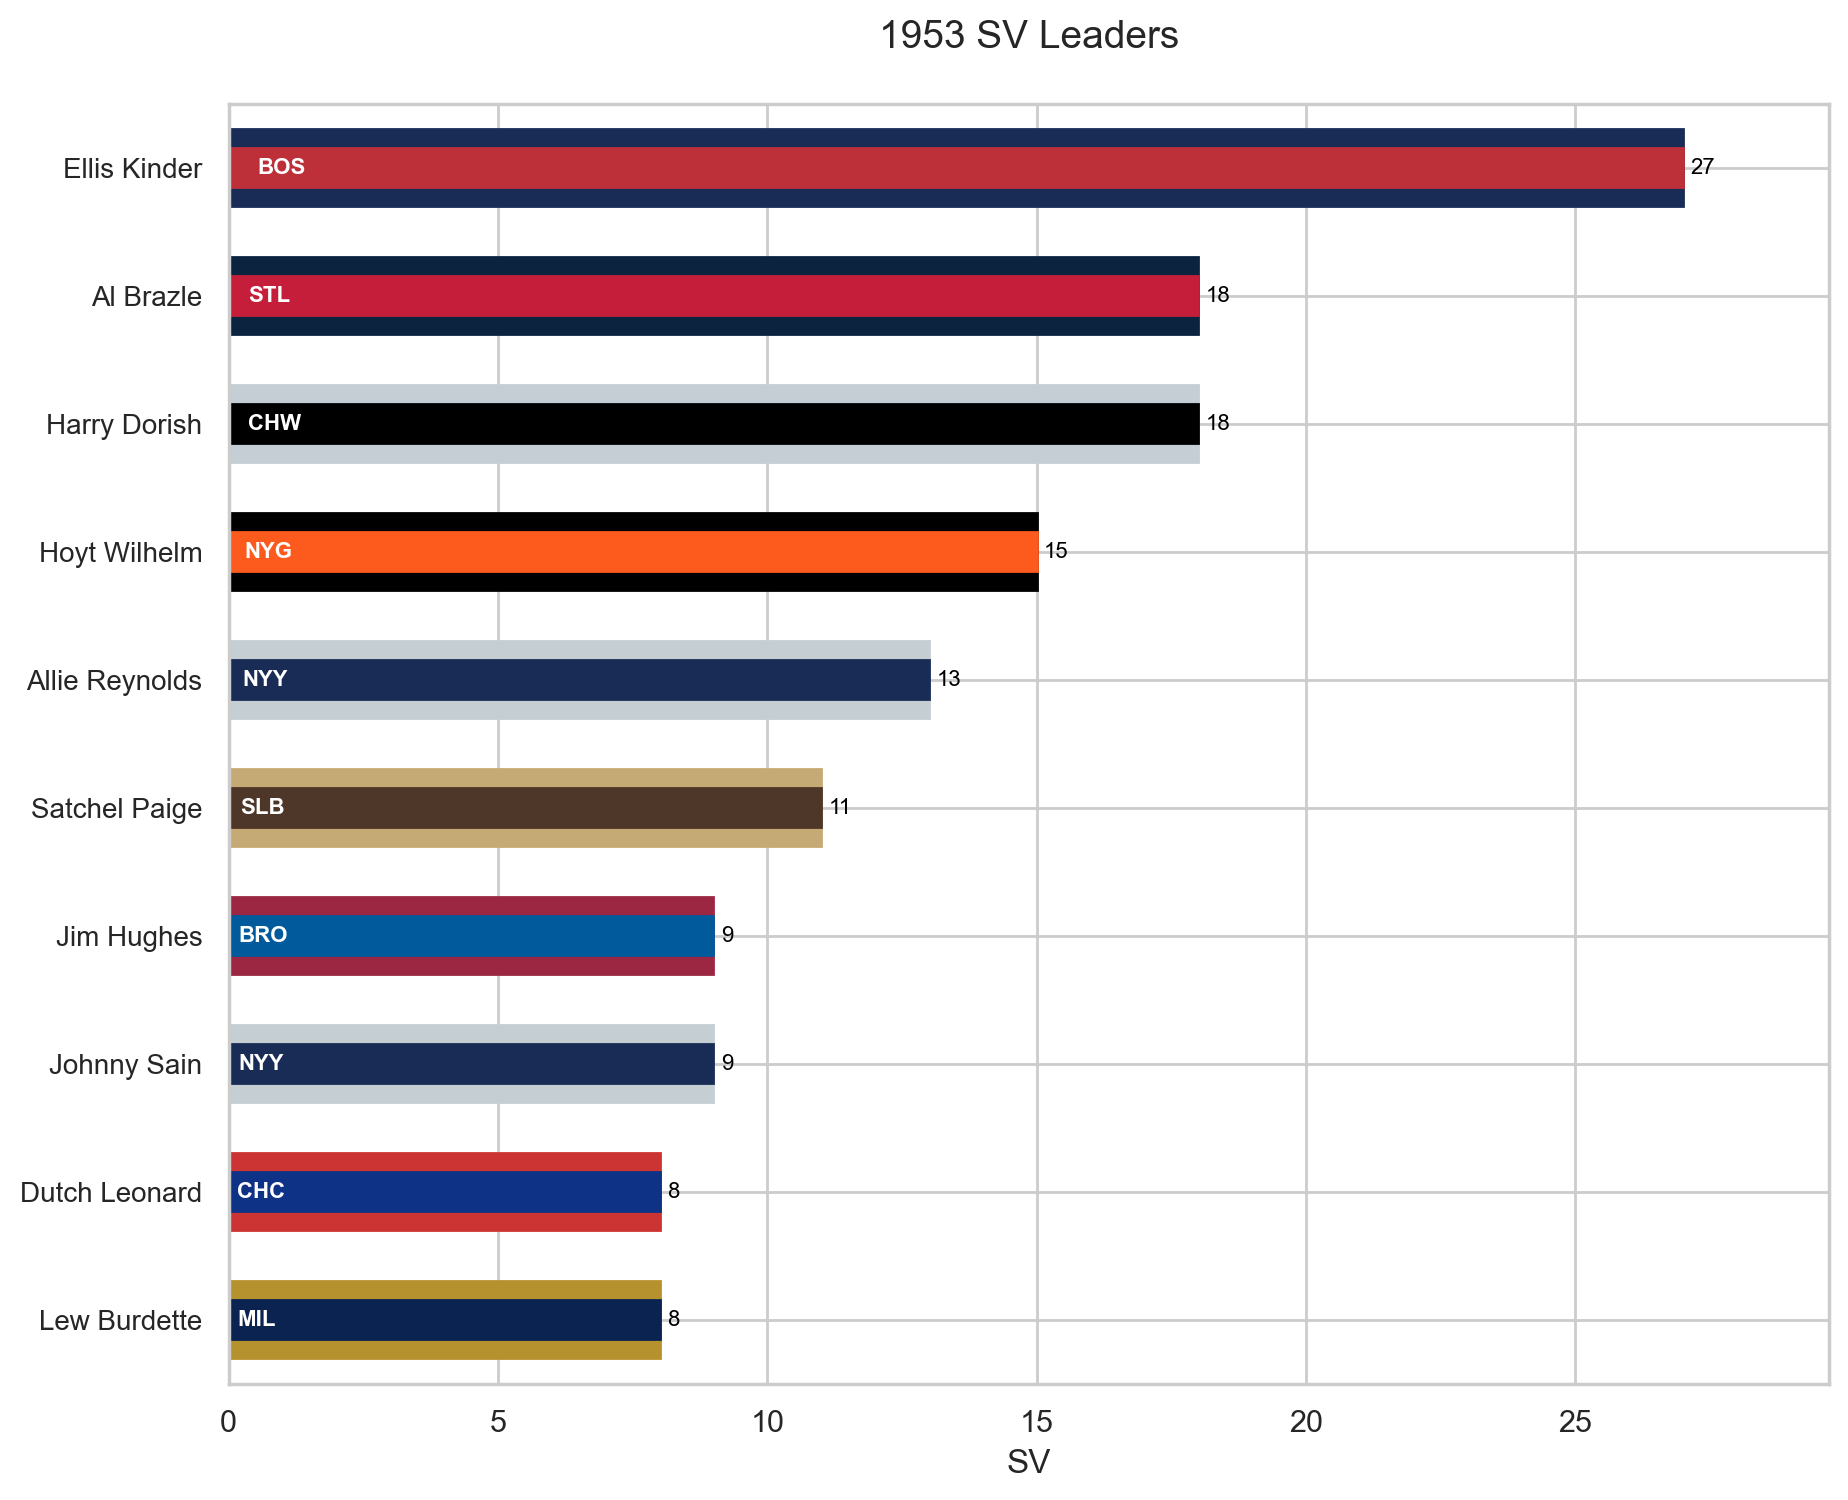 1953 SV Leaders
Ellis Kinder BOS 27
Al Brazle STL 18
Harry Dorish CHW 18
Hoyt Wilhelm NYG 15
Allie Reynolds NYY 13
Satchel Paige SLB 11
Jim Hughes BRO 9
Johnny Sain NYY 9
Dutch Leonard CHC 8
Lew Burdette MIL 8
0 5 10 15 20 25
SV